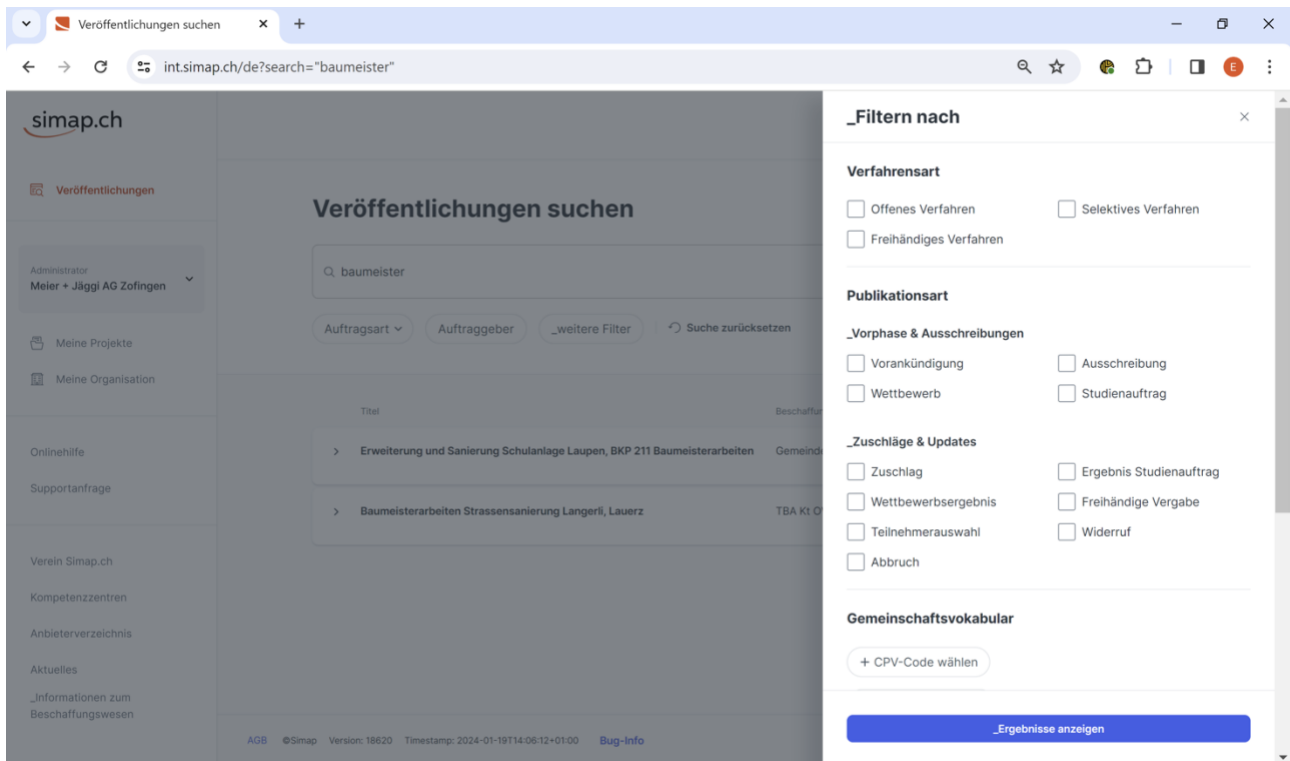 Veröffentlichungen suchen
int.simap.ch/de?search="baumeister"
E
simap.ch
Veröffentlichungen
Administrator
Meier + Jäggi AG Zofingen
Meine Projekte
Meine Organisation
Onlinehilfe
Supportanfrage
Verein Simap.ch
Kompetenzzentren
Anbieterverzeichnis
Aktuelles
_Informationen zum
Beschaffungswesen
Veröffentlichungen suchen
baumeister
Auftragsart Auftraggeber _weitere Filter Suche zurücksetzen
Titel Beschaffun
Erweiterung und Sanierung Schulanlage Laupen, BKP 211 Baumeisterarbeiten Gemeinde
Baumeisterarbeiten Strassensanierung Langerli, Lauerz TBA Kt
AGB ©Simap Version: 18620 Timestamp: 2024-01-19T14:06:12+01:00 Bug-Info
_Filtern nach
Verfahrensart
Offenes Verfahren Selektives Verfahren
Freihändiges Verfahren
Publikationsart
_Vorphase & Ausschreibungen
Vorankündigung Ausschreibung
Wettbewerb Studienauftrag
_Zuschläge & Updates
Zuschlag Ergebnis Studienauftrag
Wettbewerbsergebnis Freihändige Vergabe
Teilnehmerauswahl Widerruf
Abbruch
Gemeinschaftsvokabular
+ CPV-Code wählen
_Ergebnisse anzeigen